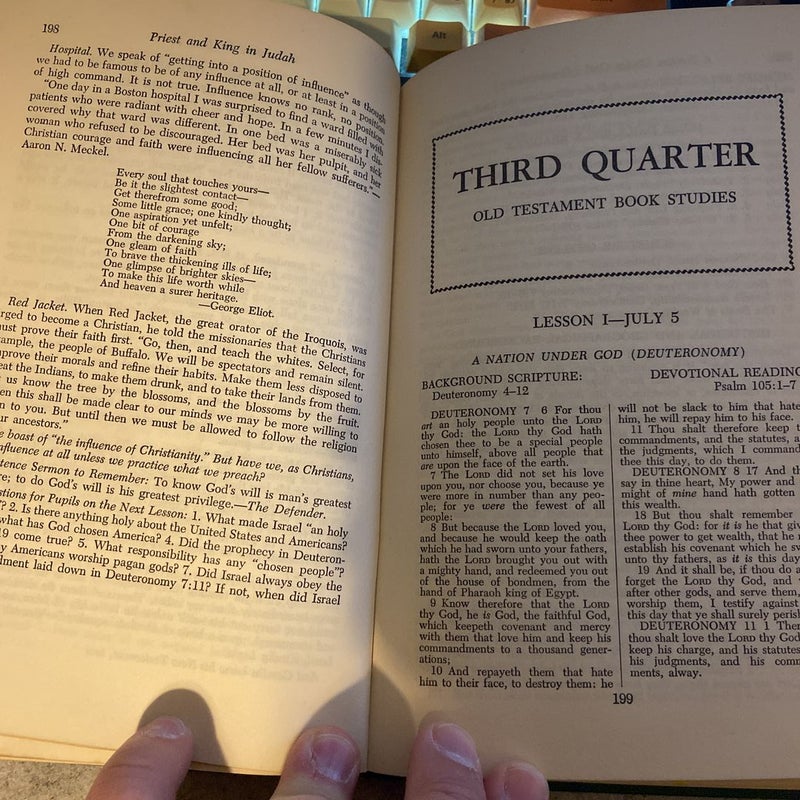 Alt
198
Priest and King in Judah
Hospital. We speak of "getting into a position of influence" as though
we had to be famous to be of any influence at all, or at least in a position
of high command. It is not true. Influence knows no rank, no position.
"One day in a Boston hospital I was surprised to find a ward filled with
patients who were radiant with cheer and hope. In a few minutes I dis-
covered why that ward was different. In one bed was a miserably sick
woman who refused to be discouraged. Her bed was her pulpit, and her
Christian courage and faith were influencing all her fellow sufferers."—
Aaron N. Meckel.
Every soul that touches yours—
Be it the slightest contact—
Get therefrom some good;
Some little grace; one kindly thought;
One aspiration yet unfelt;
One bit of courage
From the darkening sky;
One gleam of faith
To brave the thickening ills of life;
One glimpse of brighter skies—
To make this life worth while
And heaven a surer heritage.
—George Eliot.
Red Jacket. When Red Jacket, the great orator of the Iroquois, was
rged to become a Christian, he told the missionaries that the Christians
ust prove their faith first. "Go, then, and teach the whites. Select, for
ample, the people of Buffalo. We will be spectators and remain silent.
prove their morals and refine their habits. Make them less disposed to
eat the Indians, to make them drunk, and to take their lands from them.
us know the tree by the blossoms, and the blossoms by the fruit.
en this shall be made clear to our minds we may be more willing to
n to you. But until then we must be allowed to follow the religion
ur ancestors."
e boast of "the influence of Christianity." But have we, as Christians,
nfluence at all unless we practice what we preach?
tence Sermon to Remember: To know God's will is man's greatest
re; to do God's will is his greatest privilege.—The Defender.
stions for Pupils on the Next Lesson: 1. What made Israel "an holy
? 2. Is there anything holy about the United States and Americans?
what has God chosen America? 4. Did the prophecy in Deuteron-
19 come true? 5. What responsibility has any "chosen people"?
y Americans worship pagan gods? 7. Did Israel always obey the
dment laid down in Deuteronomy 7:11? If not, when did Israel
THIRD QUARTER
OLD TESTAMENT BOOK STUDIES
LESSON I—JULY 5
A NATION UNDER GOD (DEUTERONOMY)
BACKGROUND SCRIPTURE:
Deuteronomy 4–12
DEVOTIONAL READING
Psalm 105:1–7
DEUTERONOMY 7 6 For thou
art an holy people unto the LORD
thy God: the LORD thy God hath
chosen thee to be a special people
unto himself, above all people that
are upon the face of the earth.
7 The LORD did not set his love
upon you, nor choose you, because ye
were more in number than any peo-
ple; for ye were the fewest of all
people:
8 But because the LORD loved you,
and because he would keep the oath
which he had sworn unto your fathers,
hath the LORD brought you out with
a mighty hand, and redeemed you out
of the house of bondmen, from the
hand of Pharaoh king of Egypt.
9 Know therefore that the LORD
thy God, he is God, the faithful God,
which keepeth covenant and mercy
with them that love him and keep his
commandments to a thousand gener-
ations;
10 And repayeth them that hate
him to their face, to destroy them: he
will not be slack to him that hate
him, he will repay him to his face.
11 Thou shalt therefore keep t
commandments, and the statutes, a
the judgments, which I command
thee this day, to do them.
DEUTERONOMY 8 17 And th
say in thine heart, My power and
might of mine hand hath gotten
this wealth.
18 But thou shalt remember
LORD thy God: for it is he that giv
thee power to get wealth, that he m
establish his covenant which he sw
unto thy fathers, as it is this day
19 And it shall be, if thou do a
forget the LORD thy God, and
after other gods, and serve them,
worship them, I testify against
this day that ye shall surely perish
DEUTERONOMY 11 1 Ther
thou shalt love the LORD thy God
keep his charge, and his statutes
his judgments, and his com
ments, alway.
199